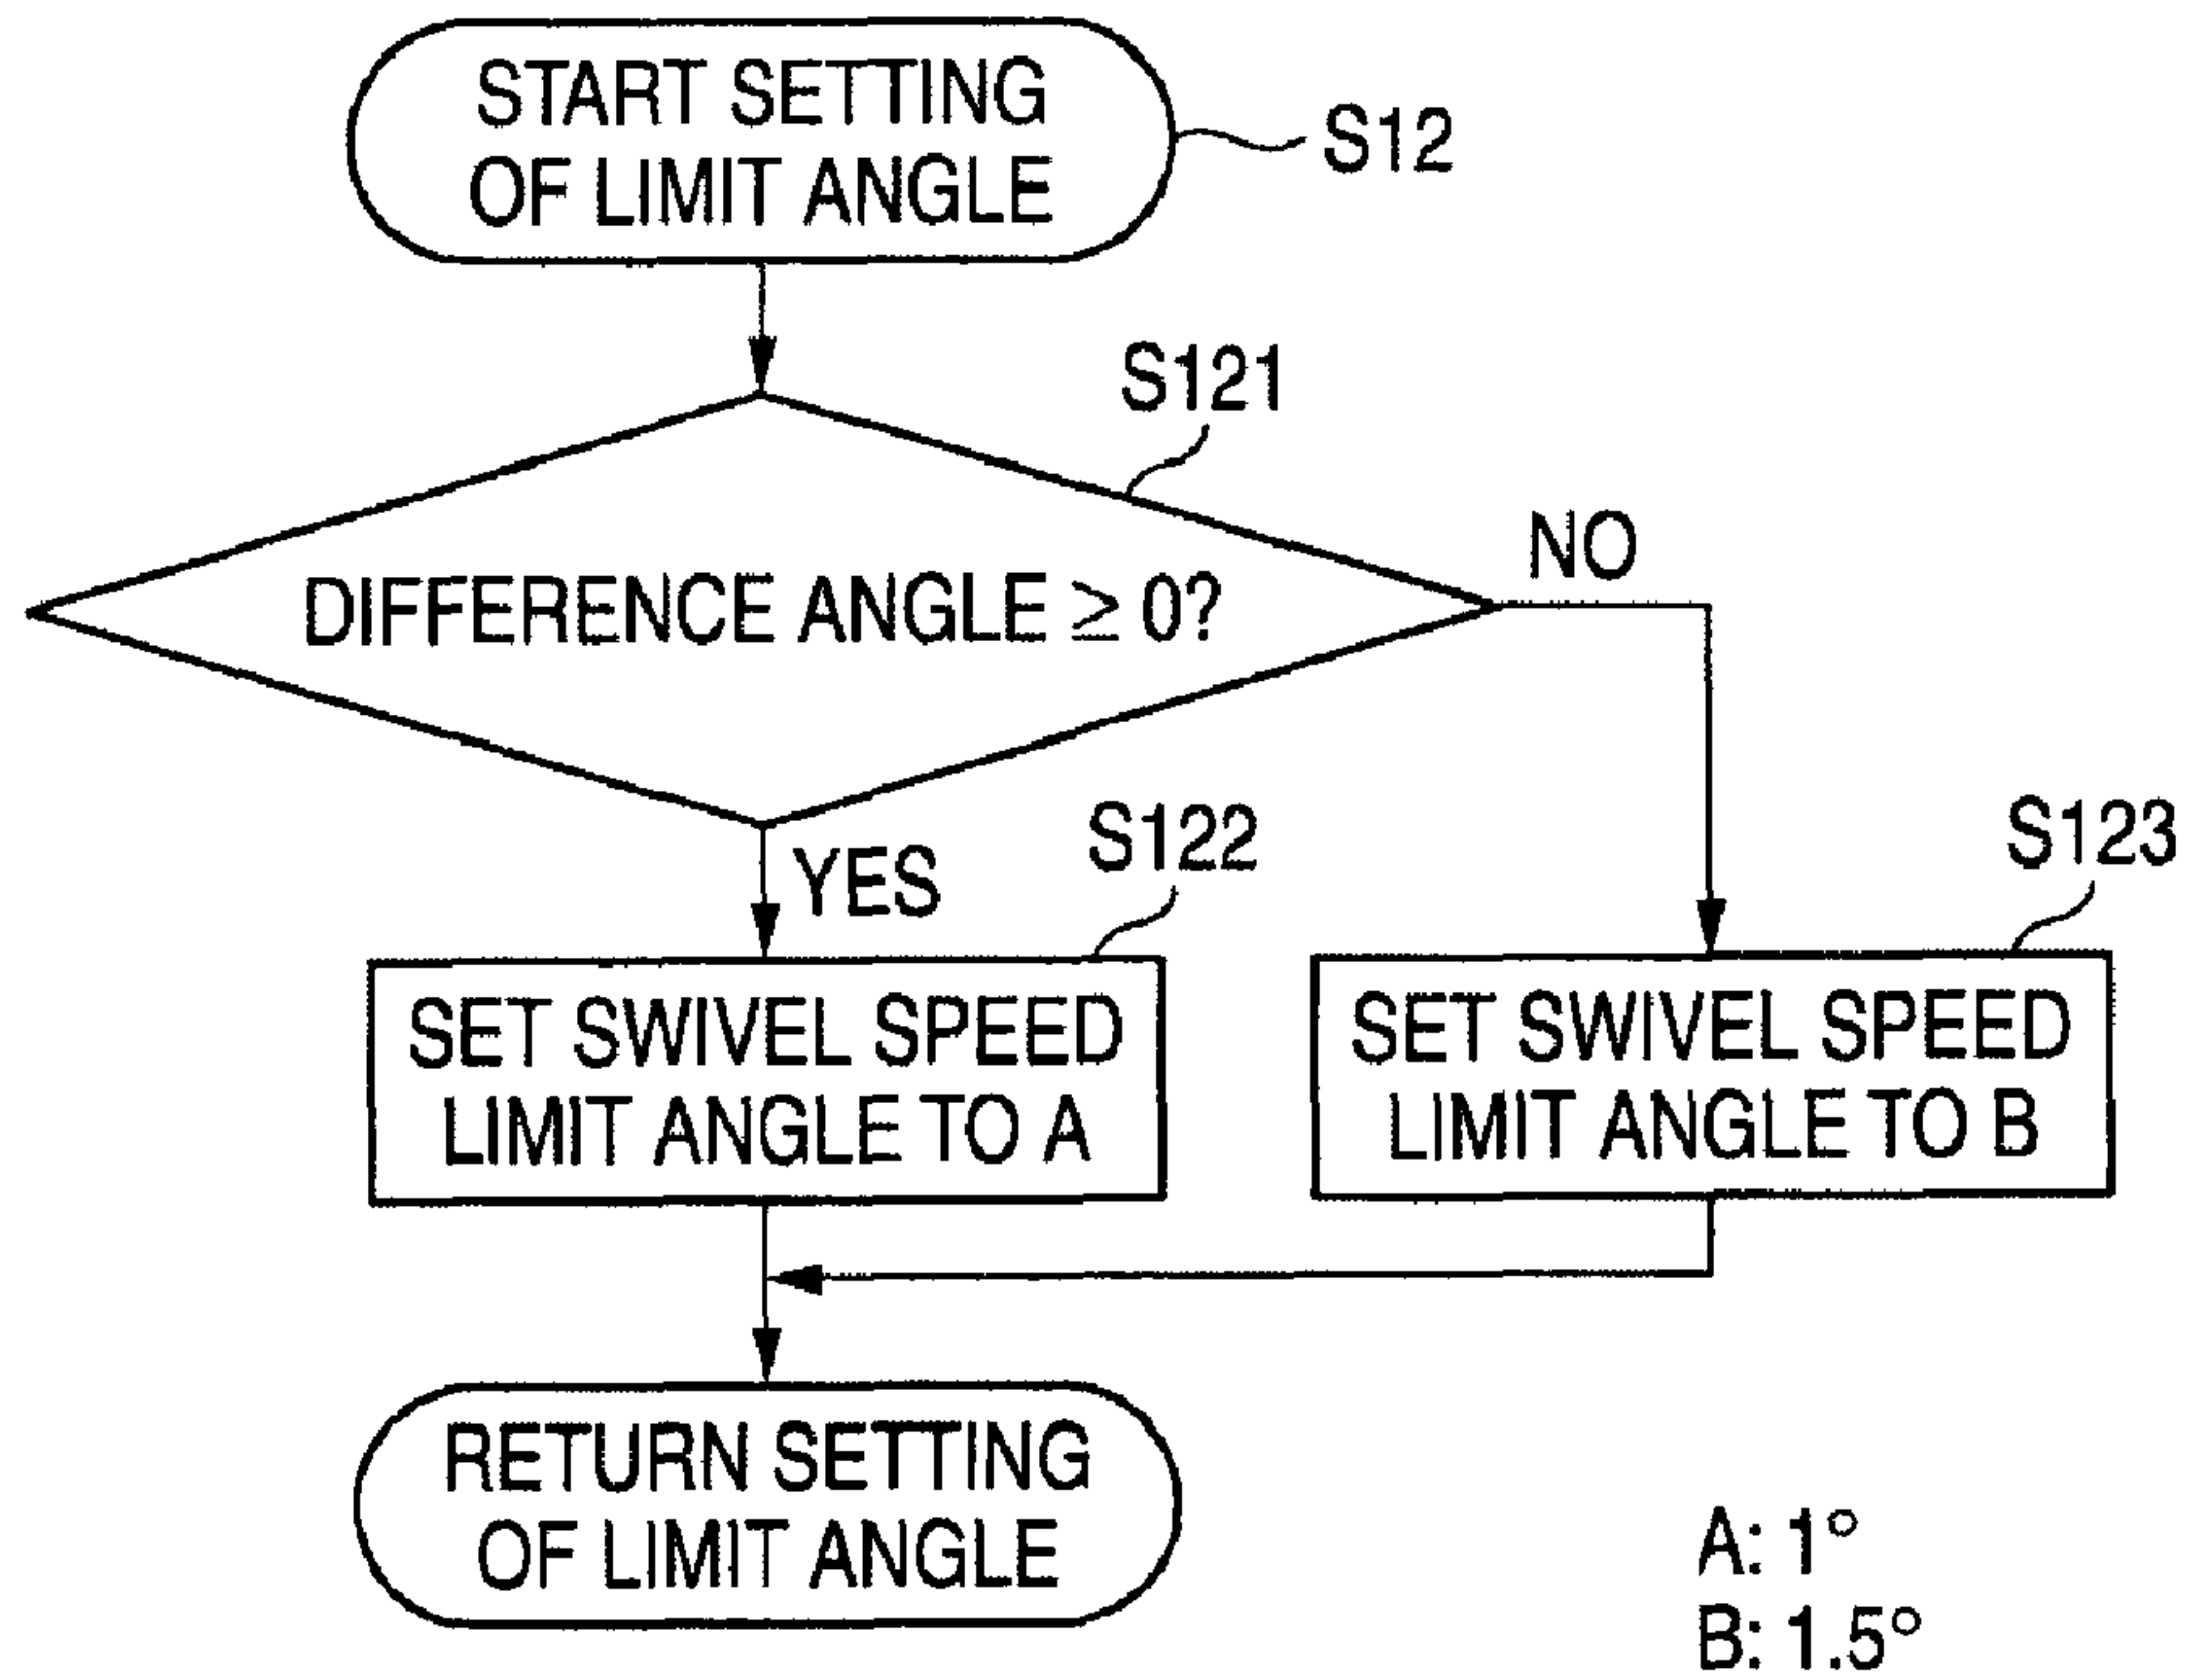 START SETTING
OF LIMIT ANGLE
S12
S121
DIFFERENCE ANGLE ≥ 0?
NO
YES
S122
S123
SET SWIVEL SPEED
LIMIT ANGLE TO A
SET SWIVEL SPEED
LIMIT ANGLE TO B
RETURN SETTING
OF LIMIT ANGLE
A: 1°
B: 1.5°